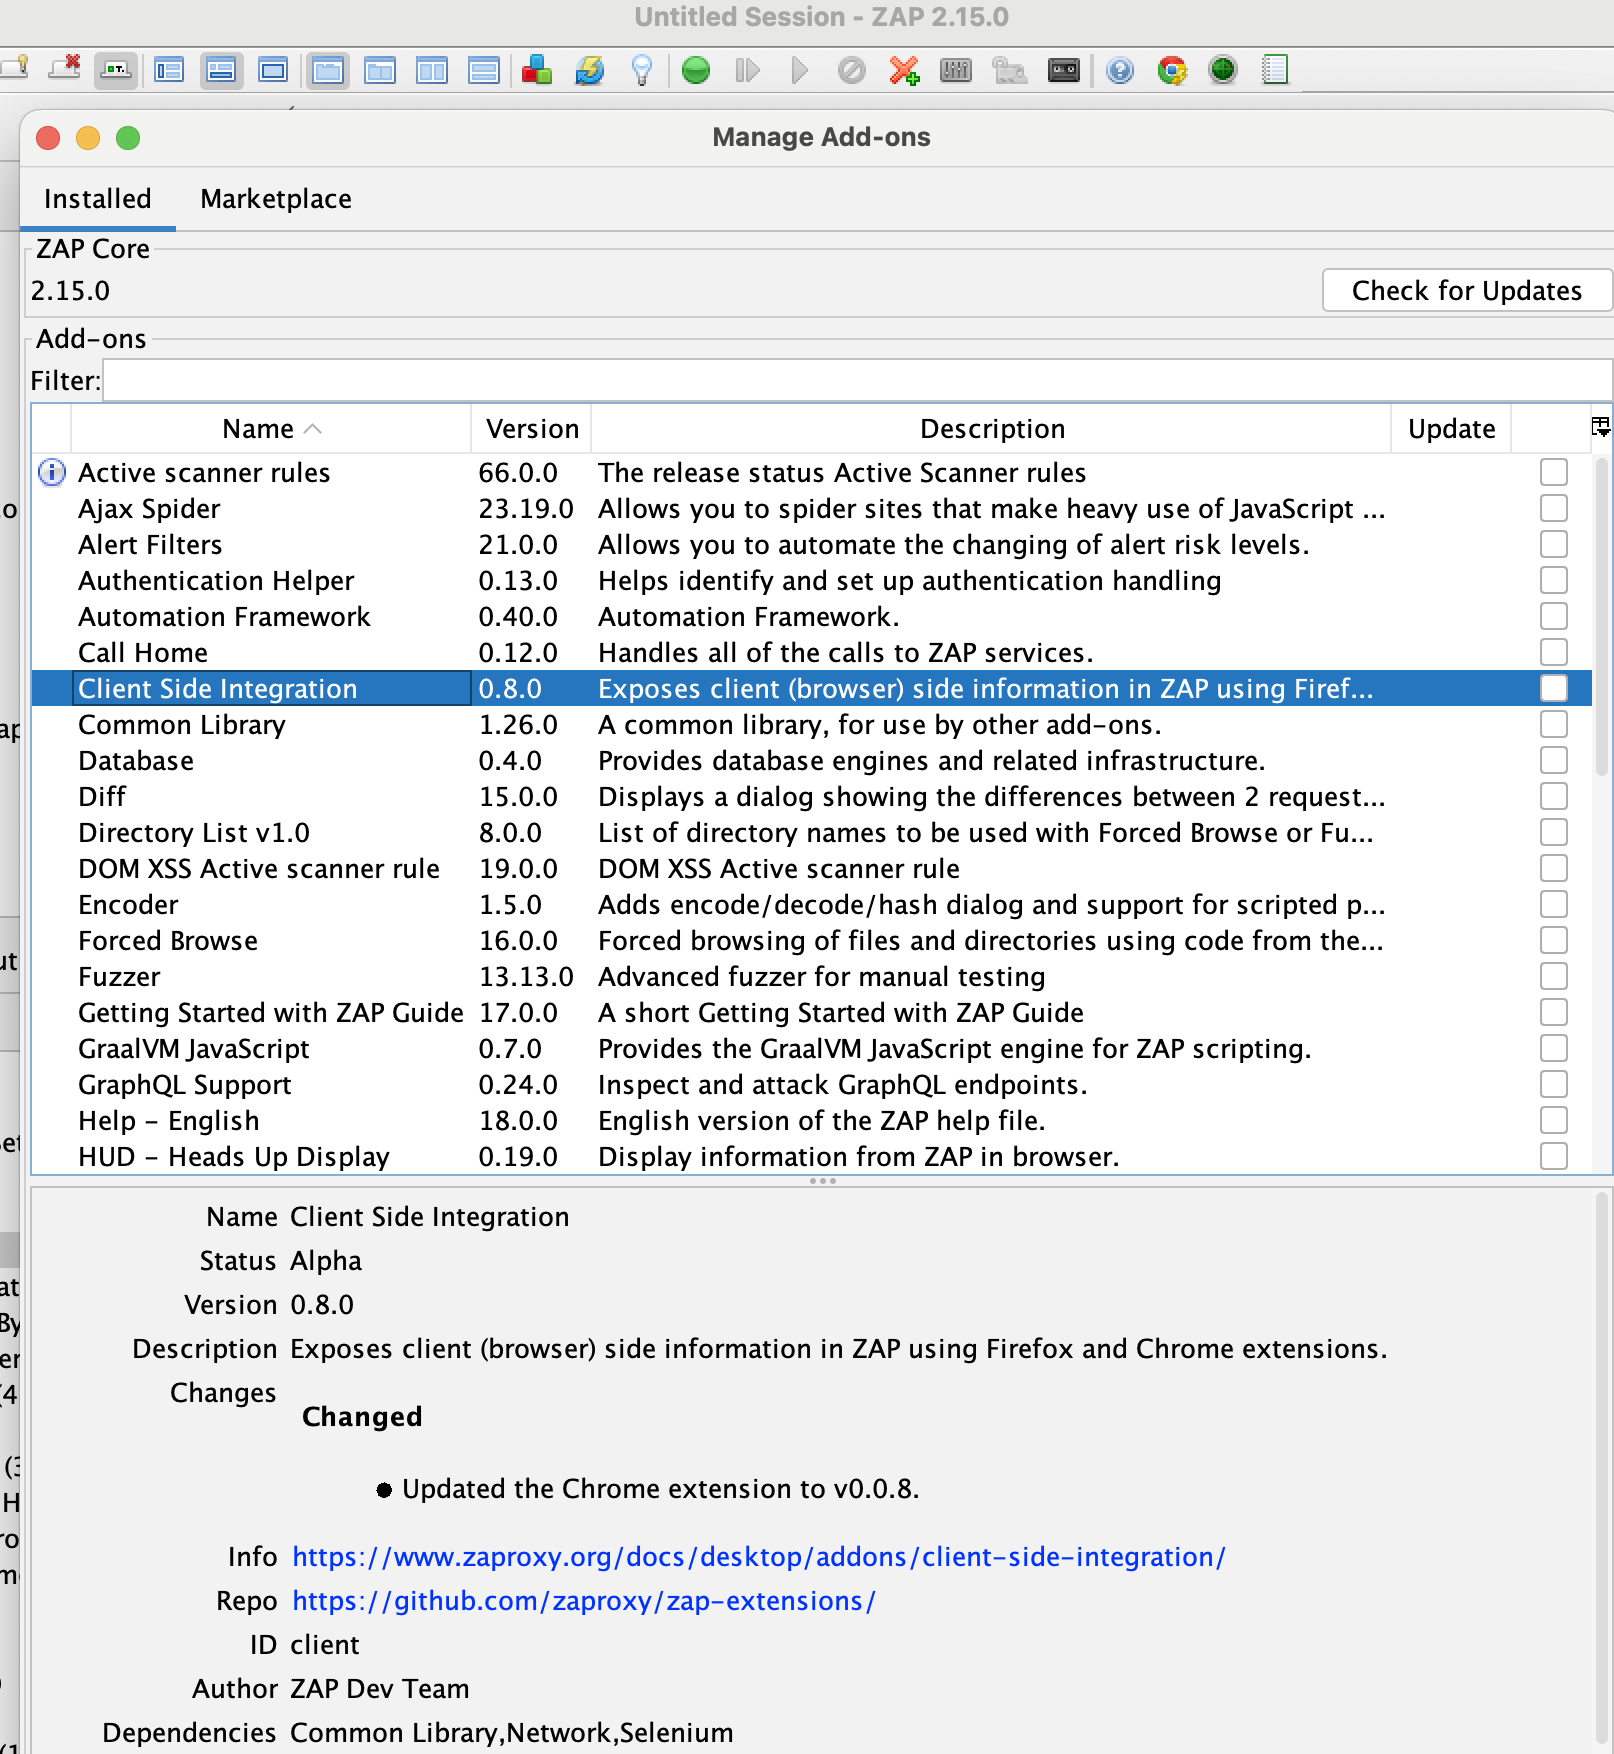 Untitled Session - ZAP 2.15.0
Manage Add-ons
Installed Marketplace
ZAP Core
2.15.0 Check for Updates
Add-ons
Filter:
Name Version Description Update
Active scanner rules 66.0.0 The release status Active Scanner rules
Ajax Spider 23.19.0 Allows you to spider sites that make heavy use of JavaScript ...
Alert Filters 21.0.0 Allows you to automate the changing of alert risk levels.
Authentication Helper 0.13.0 Helps identify and set up authentication handling
Automation Framework 0.40.0 Automation Framework.
Call Home 0.12.0 Handles all of the calls to ZAP services.
Client Side Integration 0.8.0 Exposes client (browser) side information in ZAP using Firef...
Common Library 1.26.0 A common library, for use by other add-ons.
Database 0.4.0 Provides database engines and related infrastructure.
Diff 15.0.0 Displays a dialog showing the differences between 2 request...
Directory List v1.0 8.0.0 List of directory names to be used with Forced Browse or Fu...
DOM XSS Active scanner rule 19.0.0 DOM XSS Active scanner rule
Encoder 1.5.0 Adds encode/decode/hash dialog and support for scripted p...
Forced Browse 16.0.0 Forced browsing of files and directories using code from the...
Fuzzer 13.13.0 Advanced fuzzer for manual testing
Getting Started with ZAP Guide 17.0.0 A short Getting Started with ZAP Guide
GraalVM JavaScript 0.7.0 Provides the GraalVM JavaScript engine for ZAP scripting.
GraphQL Support 0.24.0 Inspect and attack GraphQL endpoints.
Help - English 18.0.0 English version of the ZAP help file.
HUD - Heads Up Display 0.19.0 Display information from ZAP in browser.
Name Client Side Integration
Status Alpha
Version 0.8.0
Description Exposes client (browser) side information in ZAP using Firefox and Chrome extensions.
Changes
Changed
● Updated the Chrome extension to v0.0.8.
Info https://www.zaproxy.org/docs/desktop/addons/client-side-integration/
Repo https://github.com/zaproxy/zap-extensions/
ID client
Author ZAP Dev Team
Dependencies Common Library,Network,Selenium